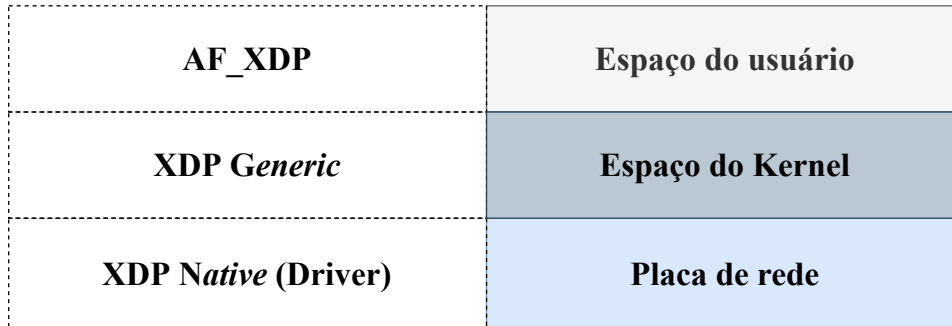 AF_XDP
Espaço do usuário
XDP Generic
Espaço do Kernel
XDP Native (Driver)
Placa de rede